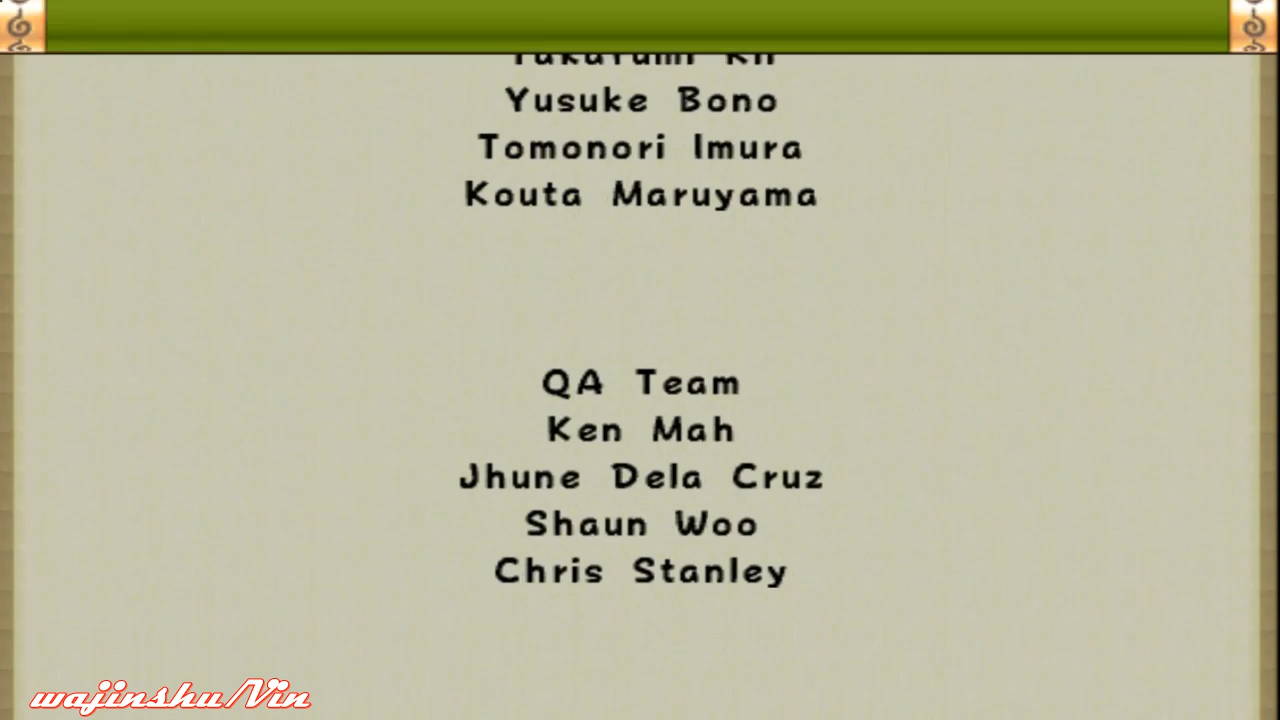 Yusuke Bono
Tomonori Imura
Kouta Maruyama
QA Team
Ken Mah
Jhune Dela Cruz
Shaun Woo
Chris Stanley
wajinshu/Vin